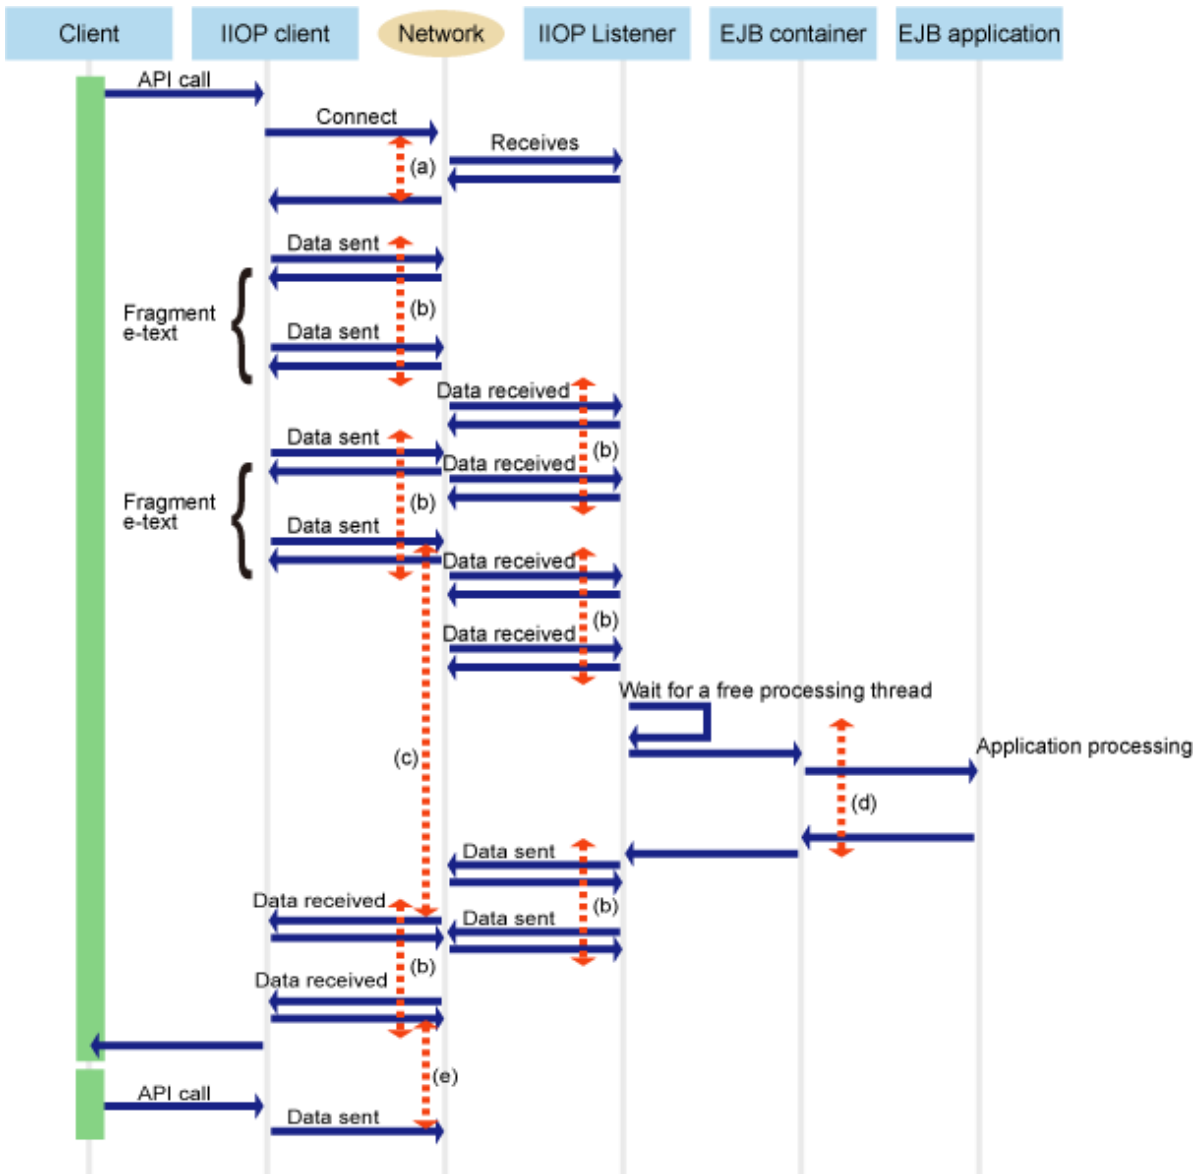 Client
IIOP client
Network
IIOP Listener
EJB container
EJB application
API call
Connect
Receives
(a)
Data sent
(b)
Fragment
e-text
Data sent
Data received
Data sent
(b)
Data received
(b)
Fragment
e-text
Data sent
Data received
(b)
Data received
Wait for a free processing thread
Application processing
(c)
(d)
Data sent
Data received
(b)
Data sent
(b)
Data received
(e)
API call
Data sent